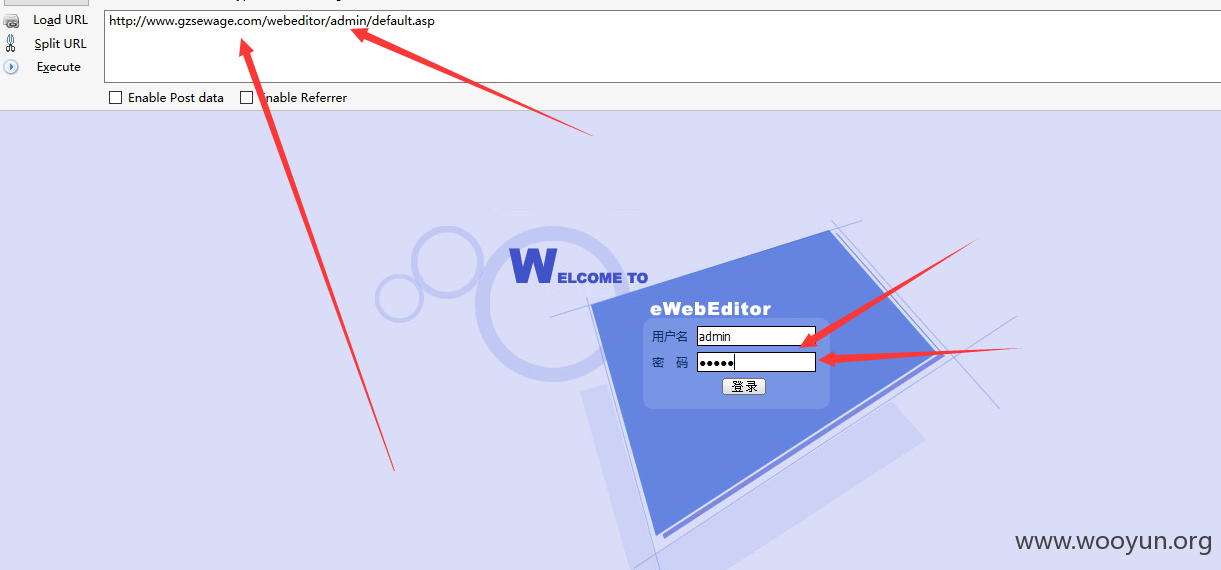 Load URL
http://www.gzsewage.com/webeditor/admin/default.asp
Split URL
Execute
Enable Post data
Enable Referrer
WELCOME TO
eWebEditor
用户名 admin
密 码 •••••
登录
www.wooyun.org